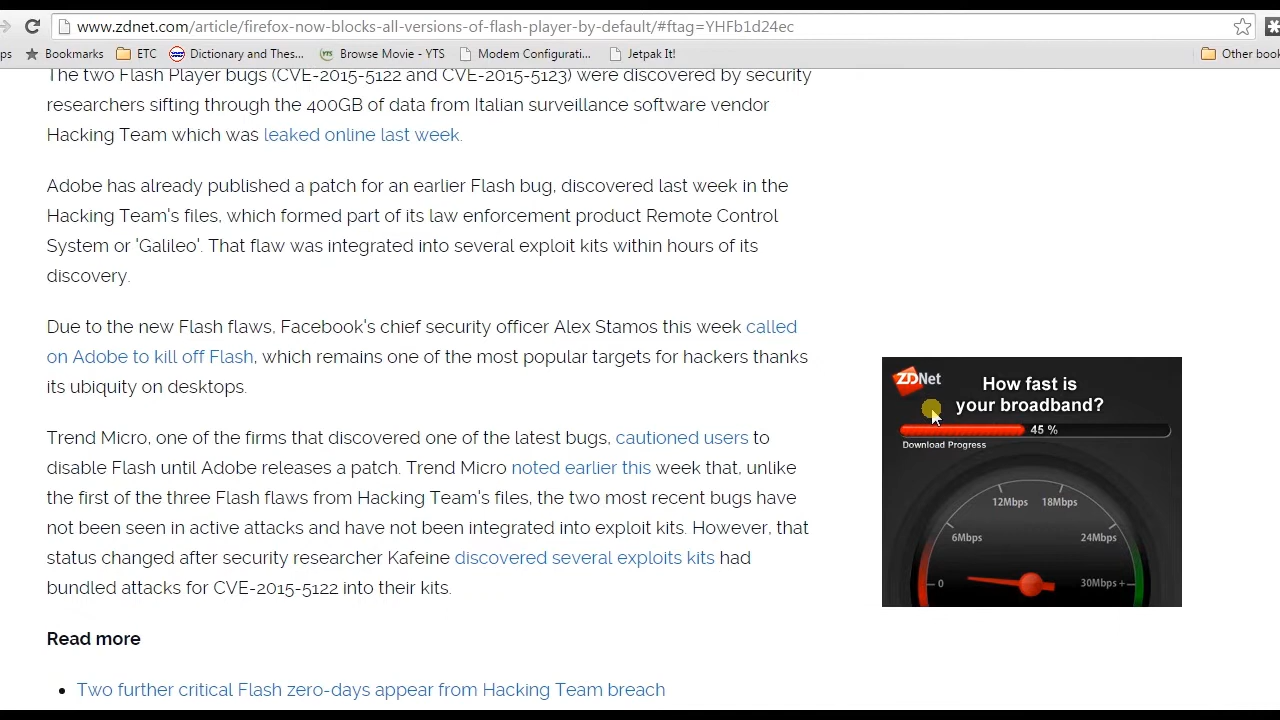 www.zdnet.com/article/firefox-now-blocks-all-versions-of-flash-player-by-default/#ftag=YHFb1d24ec
ps Bookmarks ETC Dictionary and Thes... Browse Movie - YTS Modem Configurati... Jetpak It! Other book
The two Flash Player bugs (CVE-2015-5122 and CVE-2015-5123) were discovered by security
researchers sifting through the 400GB of data from Italian surveillance software vendor
Hacking Team which was leaked online last week.
Adobe has already published a patch for an earlier Flash bug, discovered last week in the
Hacking Team's files, which formed part of its law enforcement product Remote Control
System or 'Galileo'. That flaw was integrated into several exploit kits within hours of its
discovery.
Due to the new Flash flaws, Facebook's chief security officer Alex Stamos this week called
on Adobe to kill off Flash, which remains one of the most popular targets for hackers thanks
its ubiquity on desktops.
Trend Micro, one of the firms that discovered one of the latest bugs, cautioned users to
disable Flash until Adobe releases a patch. Trend Micro noted earlier this week that, unlike
the first of the three Flash flaws from Hacking Team's files, the two most recent bugs have
not been seen in active attacks and have not been integrated into exploit kits. However, that
status changed after security researcher Kafeine discovered several exploits kits had
bundled attacks for CVE-2015-5122 into their kits.
Read more
Two further critical Flash zero-days appear from Hacking Team breach
ZDNet
How fast is
your broadband?
45 %
Download Progress
12Mbps 18Mbps
6Mbps 24Mbps
0 30Mbps +